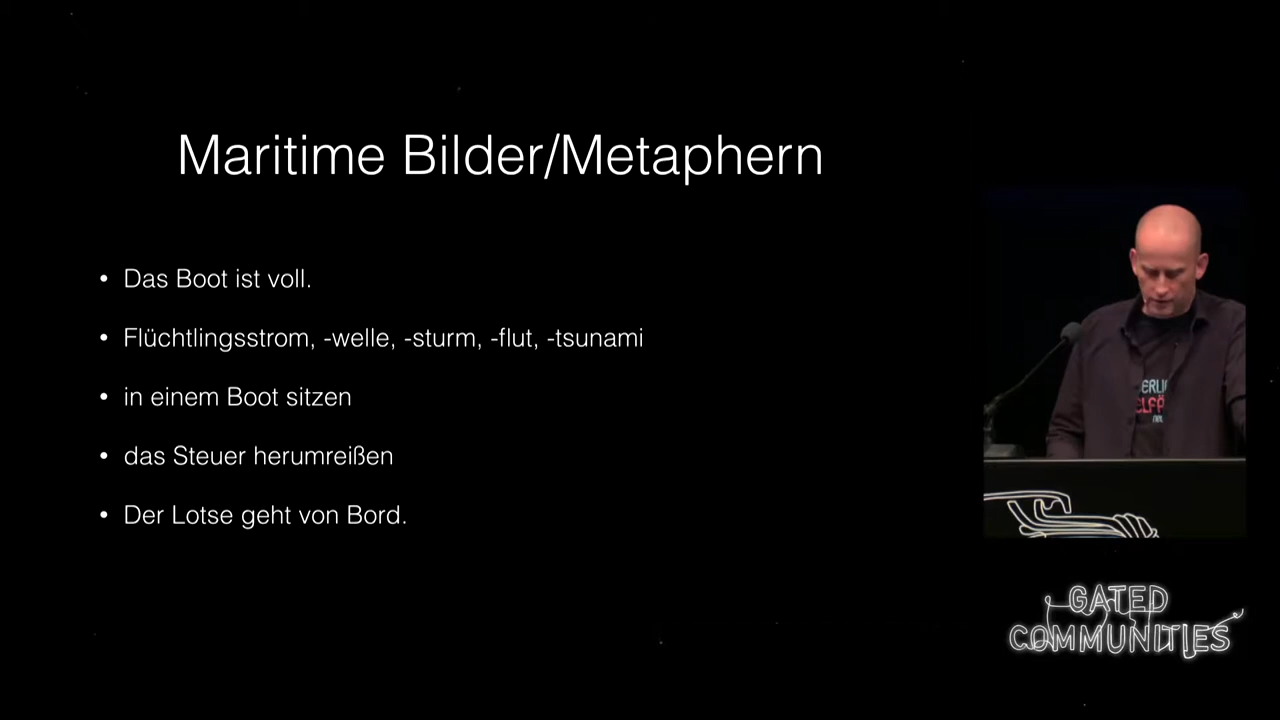 Maritime Bilder/Metaphern
• Das Boot ist voll.
• Flüchtlingsstrom, -welle, -sturm, -flut, -tsunami
• in einem Boot sitzen
• das Steuer herumreißen
• Der Lotse geht von Bord.
GATED
COMMUNITIES